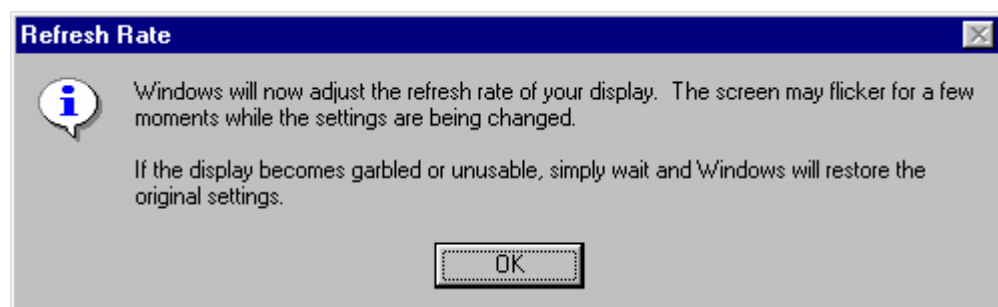 Refresh Rate
Windows will now adjust the refresh rate of your display.  The screen may flicker for a few
moments while the settings are being changed.
If the display becomes garbled or unusable, simply wait and Windows will restore the
original settings.
OK